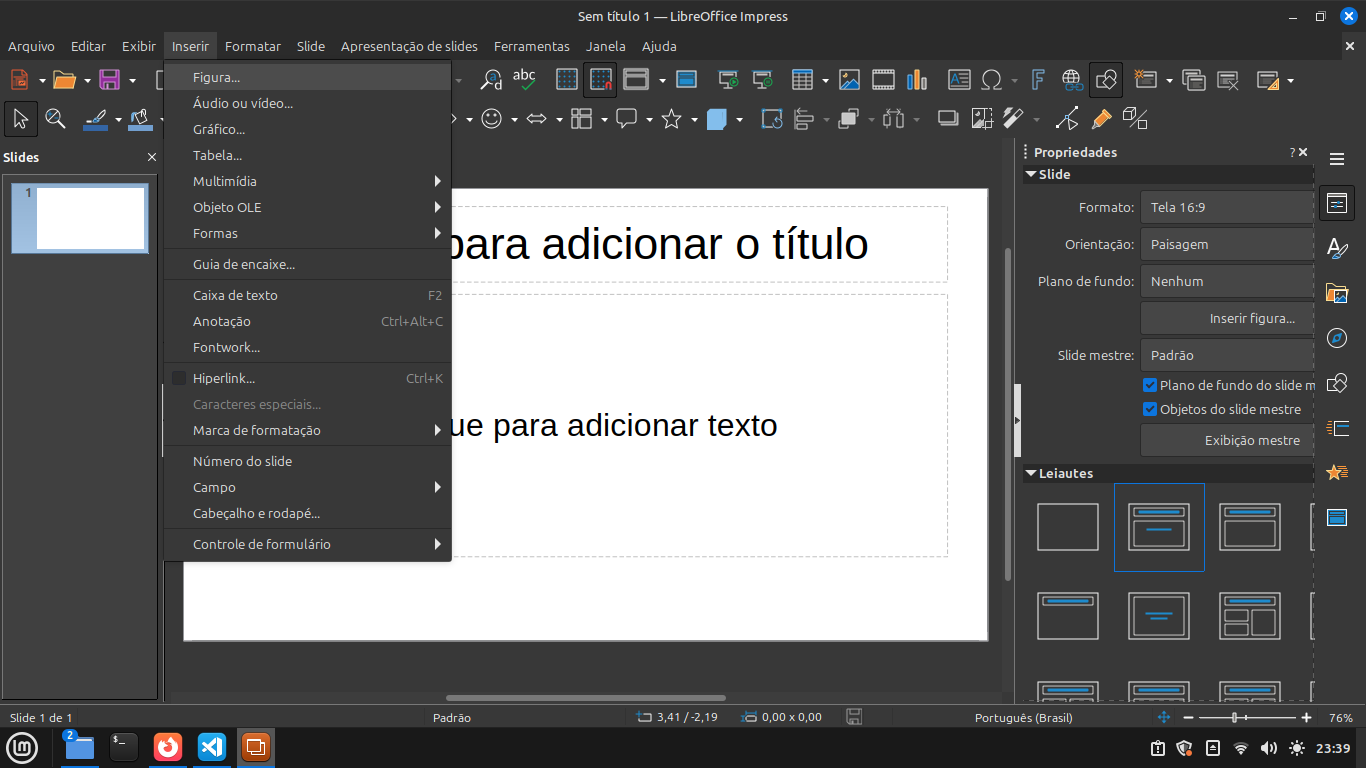 Sem título 1 — LibreOffice Impress
Arquivo Editar Exibir Inserir Formatar Slide Apresentação de slides Ferramentas Janela Ajuda
Figura...
Áudio ou vídeo...
Gráfico...
Tabela...
Multimídia
Objeto OLE
Formas
Guia de encaixe...
Caixa de texto F2
Anotação Ctrl+Alt+C
Fontwork...
Hiperlink... Ctrl+K
Caracteres especiais...
Marca de formatação
Número do slide
Campo
Cabeçalho e rodapé...
Controle de formulário
abc
Slides
1
para adicionar o título
ue para adicionar texto
Propriedades
?
Slide
Formato: Tela 16:9
Orientação: Paisagem
Plano de fundo: Nenhum
Inserir figura...
Slide mestre: Padrão
Plano de fundo do slide m
Objetos do slide mestre
Exibição mestre
Leiautes
Slide 1 de 1 Padrão 3,41 / -2,19 0,00 x 0,00 Português (Brasil) 76%
2
$_
23:39